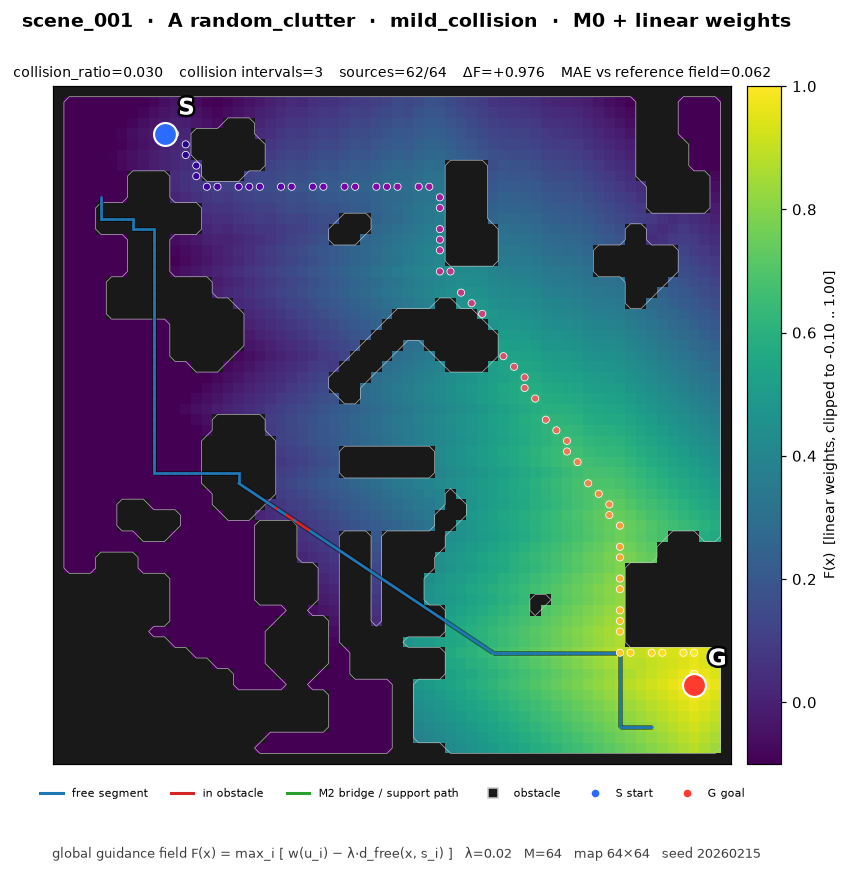 scene_001 · A random_clutter · mild_collision · M0 + linear weights
collision_ratio=0.030 collision intervals=3 sources=62/64 ΔF=+0.976 MAE vs reference field=0.062
S
G
1.0
0.8
0.6
0.4
0.2
0.0
F(x) [linear weights, clipped to -0.10 .. 1.00]
free segment
in obstacle
M2 bridge / support path
obstacle
S start
G goal
global guidance field F(x) = max_i [ w(u_i) − λ·d_free(x, s_i) ] λ=0.02 M=64 map 64×64 seed 20260215